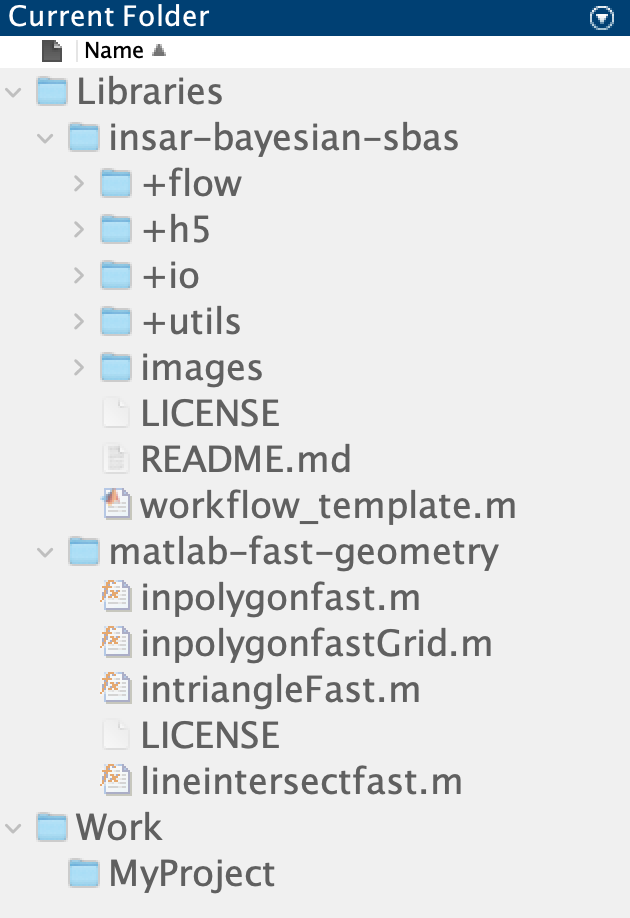 Current Folder
Name
Libraries
insar-bayesian-sbas
+flow
+h5
+io
+utils
images
LICENSE
README.md
workflow_template.m
matlab-fast-geometry
inpolygonfast.m
inpolygonfastGrid.m
intriangleFast.m
LICENSE
lineintersectfast.m
Work
MyProject